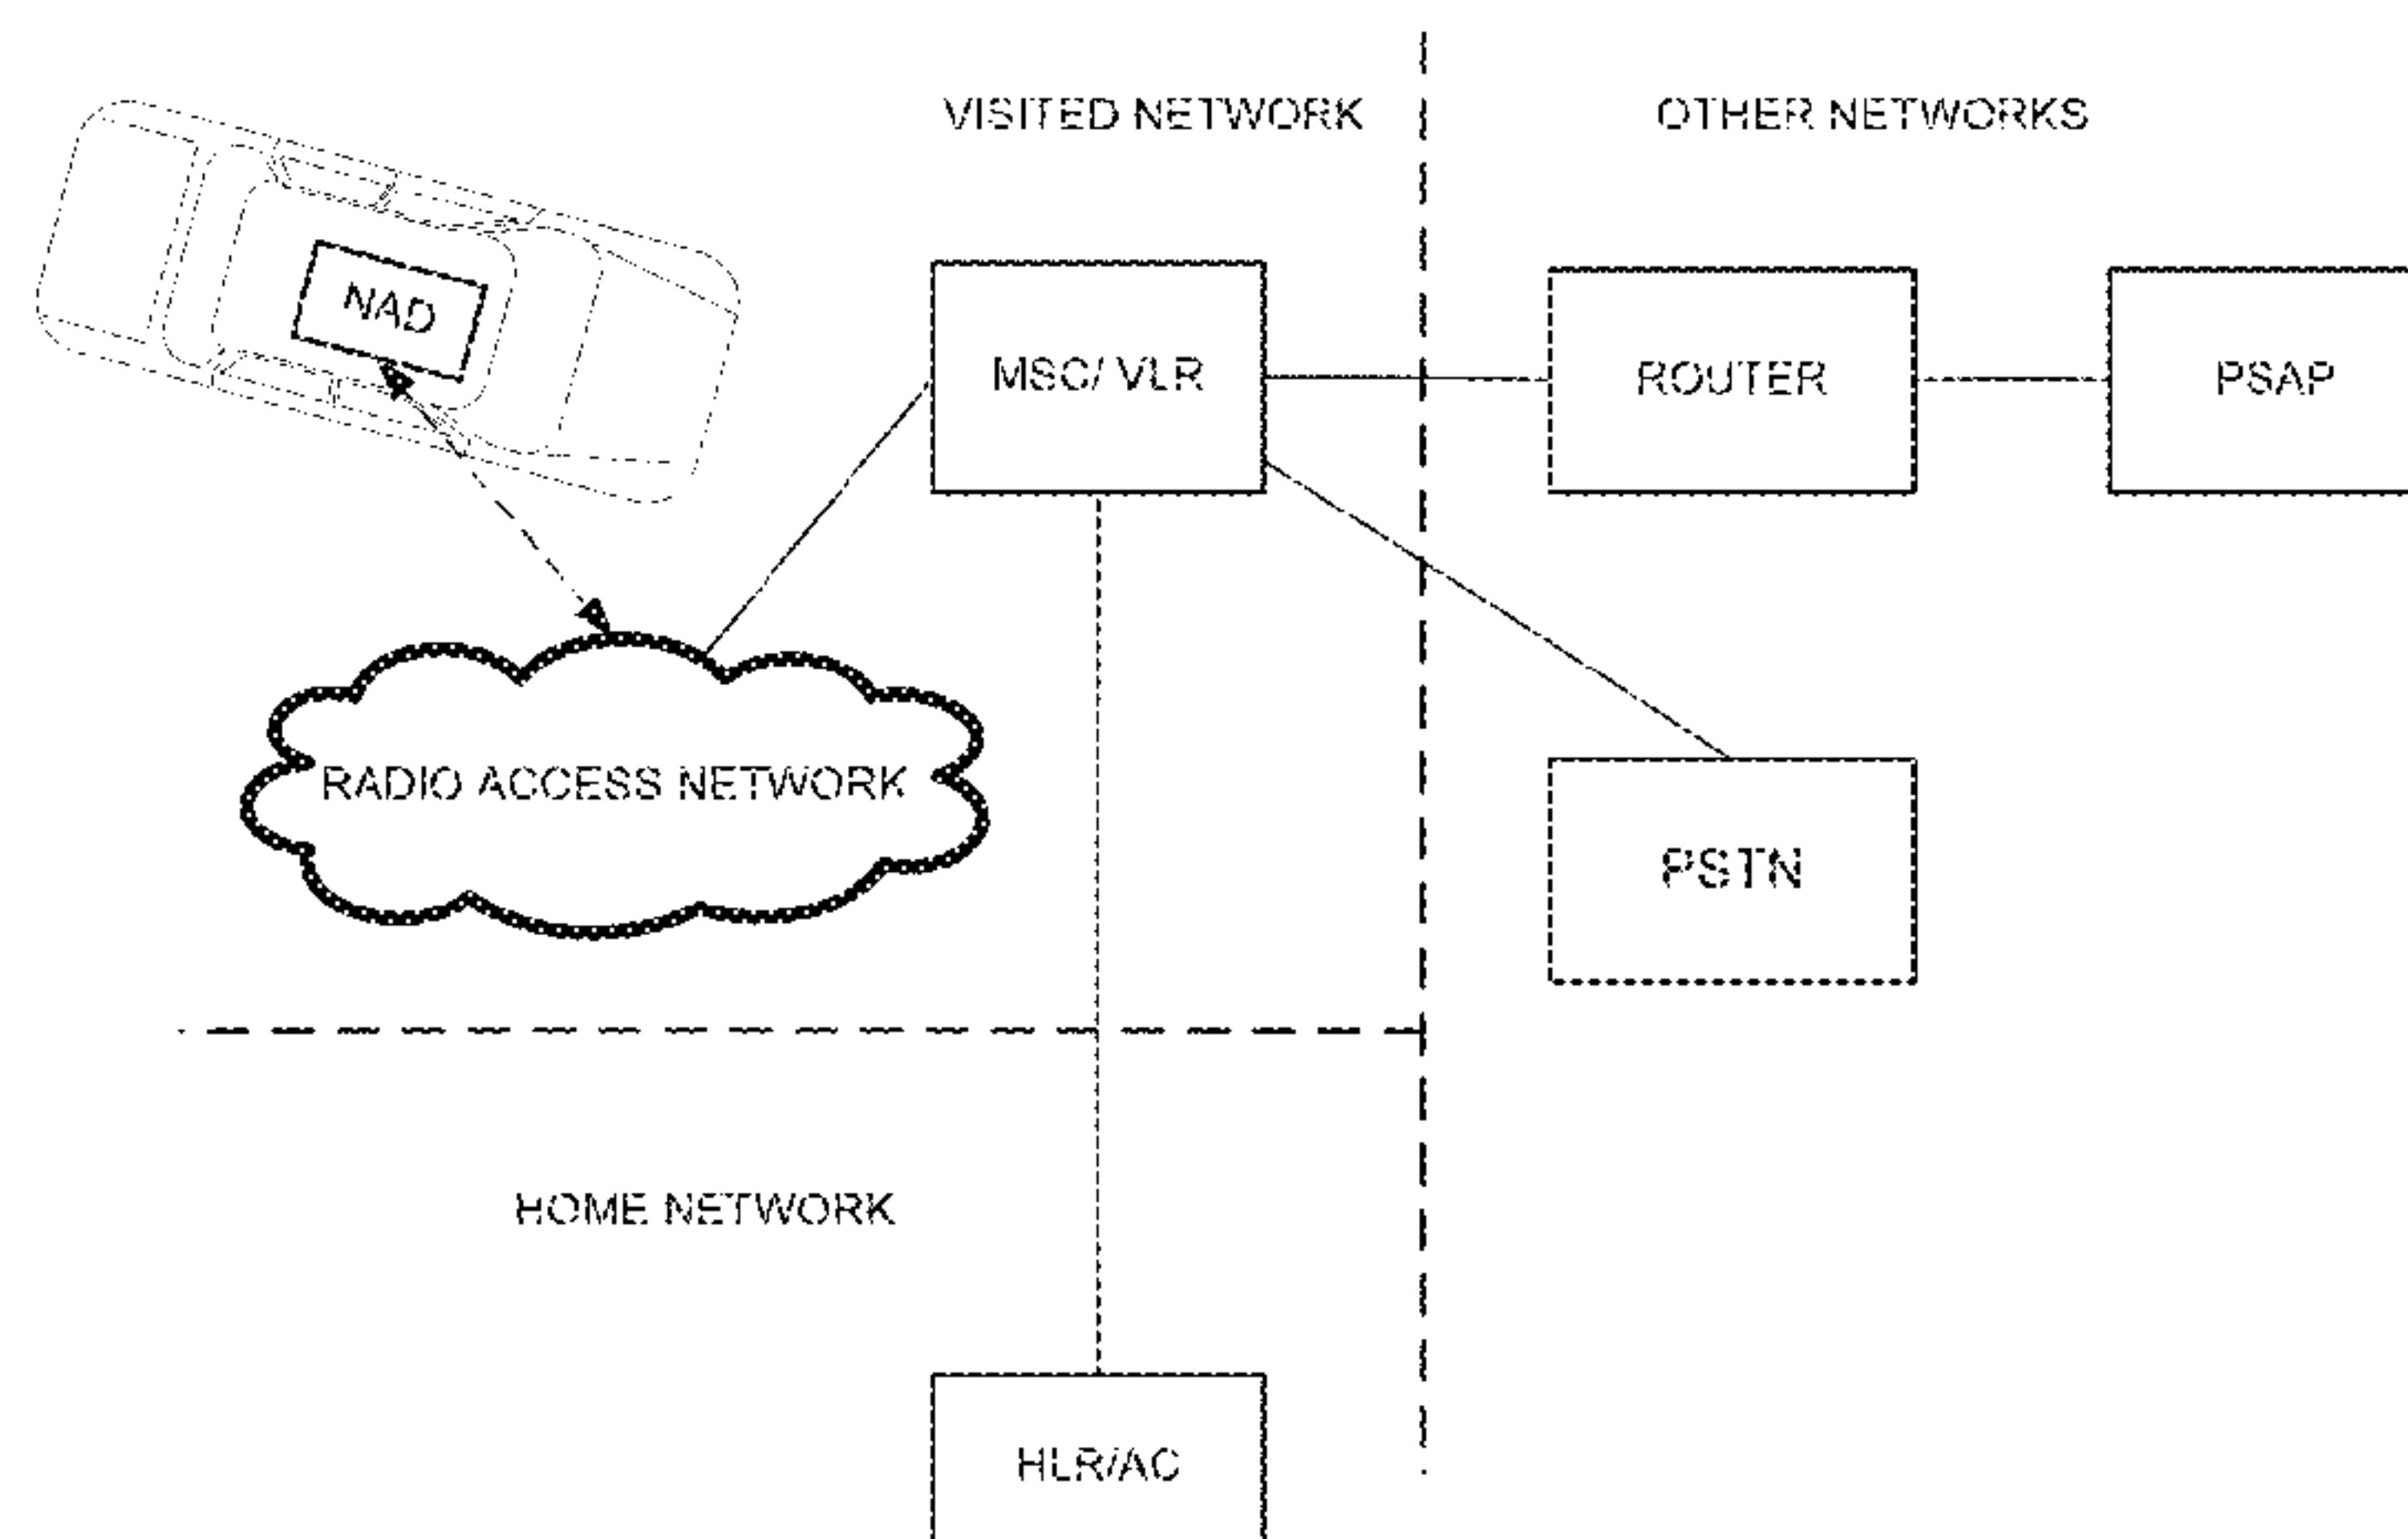 VISITED NETWORK
OTHER NETWORKS
NAD
MSC/ VLR
ROUTER
PSAP
RADIO ACCESS NETWORK
PSTN
HOME NETWORK
HLR/AC